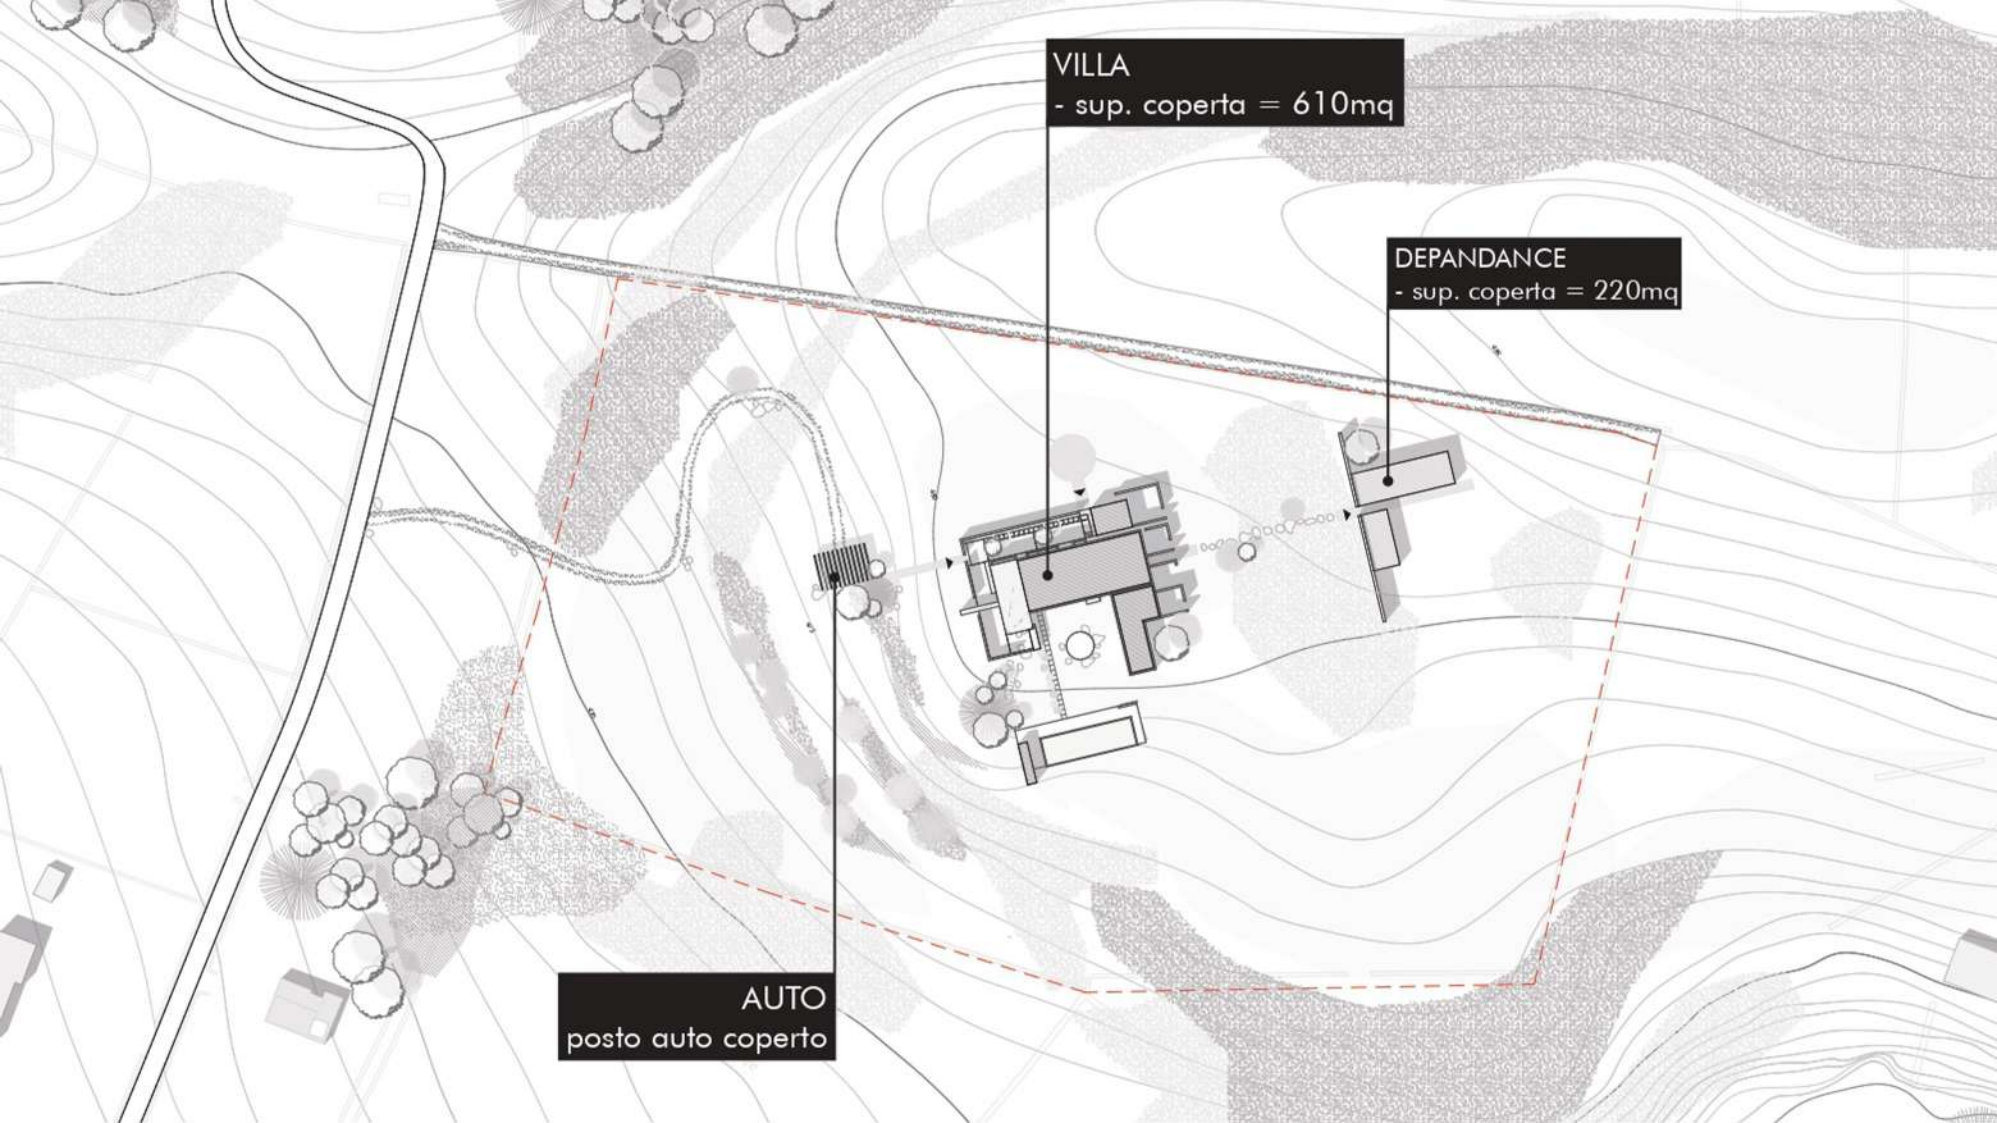 VILLA
- sup. coperta = 610mq
DEPANDANCE
- sup. coperta = 220mq
AUTO
posto auto coperto